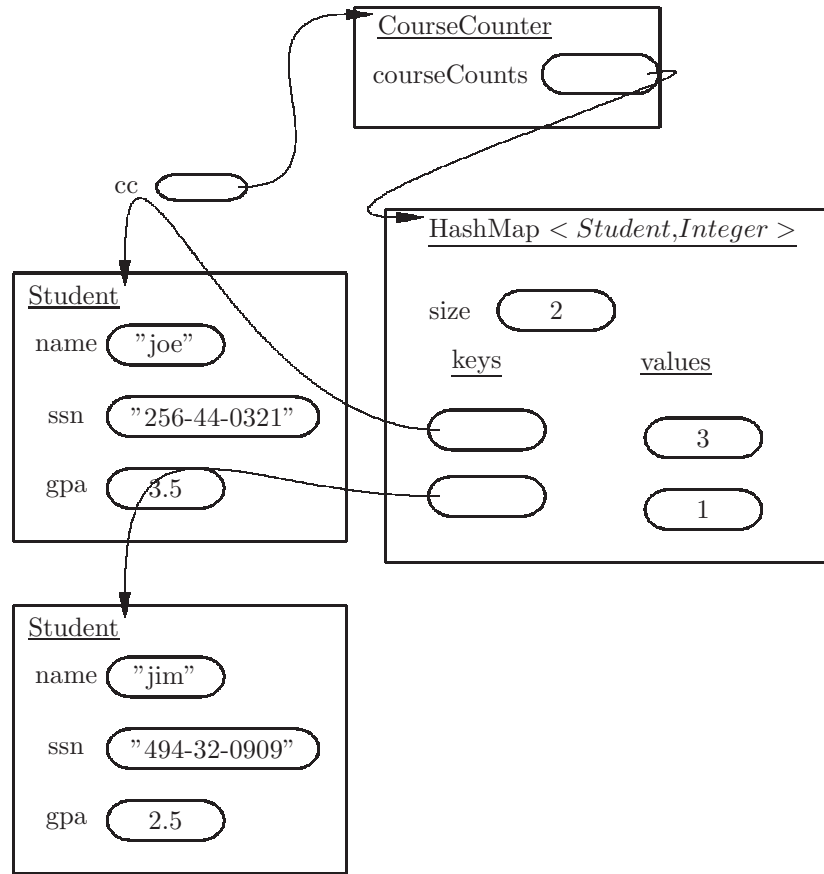 CourseCounter
courseCounts
cc
HashMap < Student,Integer >
size 2
keys values
3
1
Student
name "joe"
ssn "256-44-0321"
gpa 3.5
Student
name "jim"
ssn "494-32-0909"
gpa 2.5